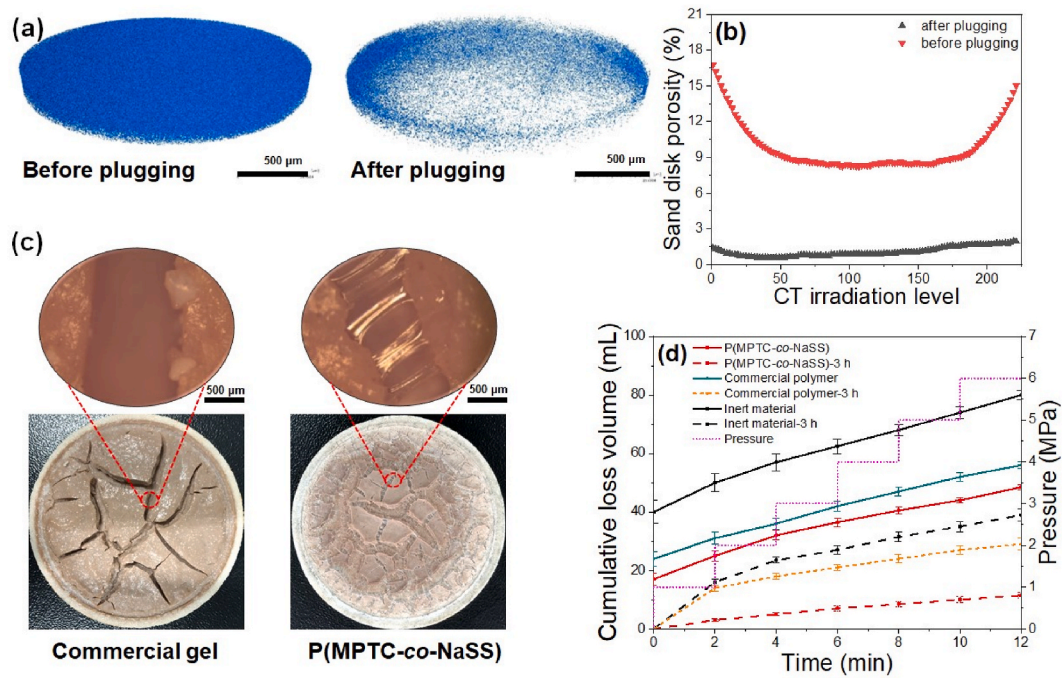 (a)
Before plugging
500 µm
After plugging
500 µm
(b)
after plugging
before plugging
Sand disk porosity (%)
21
18
15
12
9
6
3
0
0 50 100 150 200
CT irradiation level
(c)
500 µm
500 µm
Commercial gel
P(MPTC-co-NaSS)
(d)
P(MPTC-co-NaSS)
P(MPTC-co-NaSS)-3 h
Commercial polymer
Commercial polymer-3 h
Inert material
Inert material-3 h
Pressure
Cumulative loss volume (mL)
100
80
60
40
20
0
0 2 4 6 8 10 12
Time (min)
7
6
5
4
3
2
1
0
Pressure (MPa)